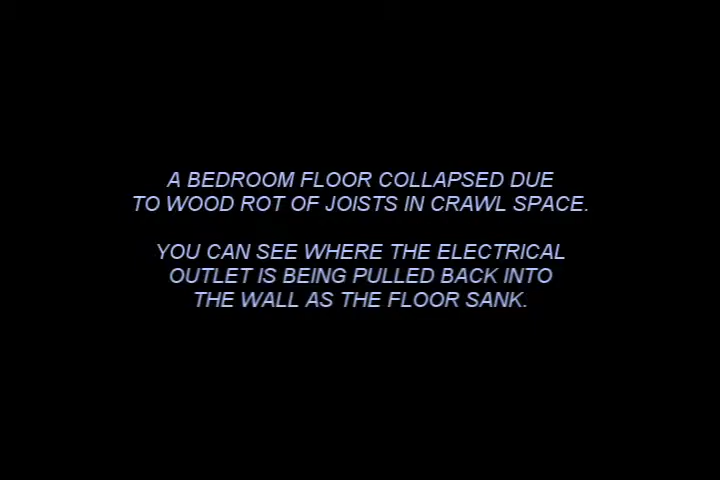 A BEDROOM FLOOR COLLAPSED DUE
TO WOOD ROT OF JOISTS IN CRAWL SPACE.
YOU CAN SEE WHERE THE ELECTRICAL
OUTLET IS BEING PULLED BACK INTO
THE WALL AS THE FLOOR SANK.